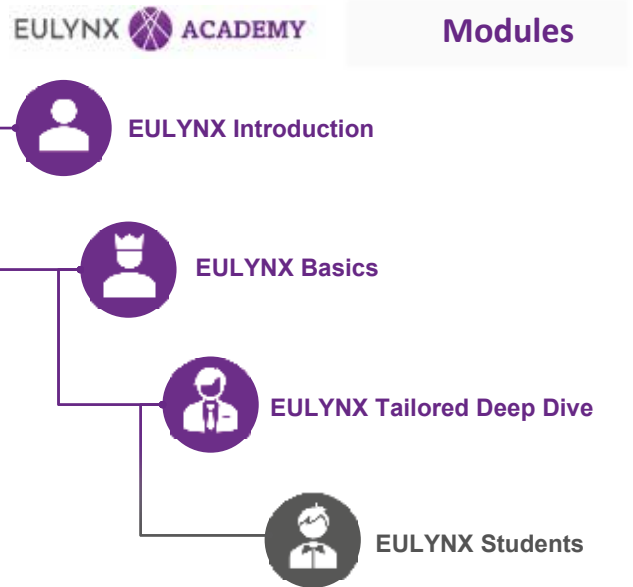 EULYNX ACADEMY Modules
EULYNX Introduction
EULYNX Basics
EULYNX Tailored Deep Dive
EULYNX Students